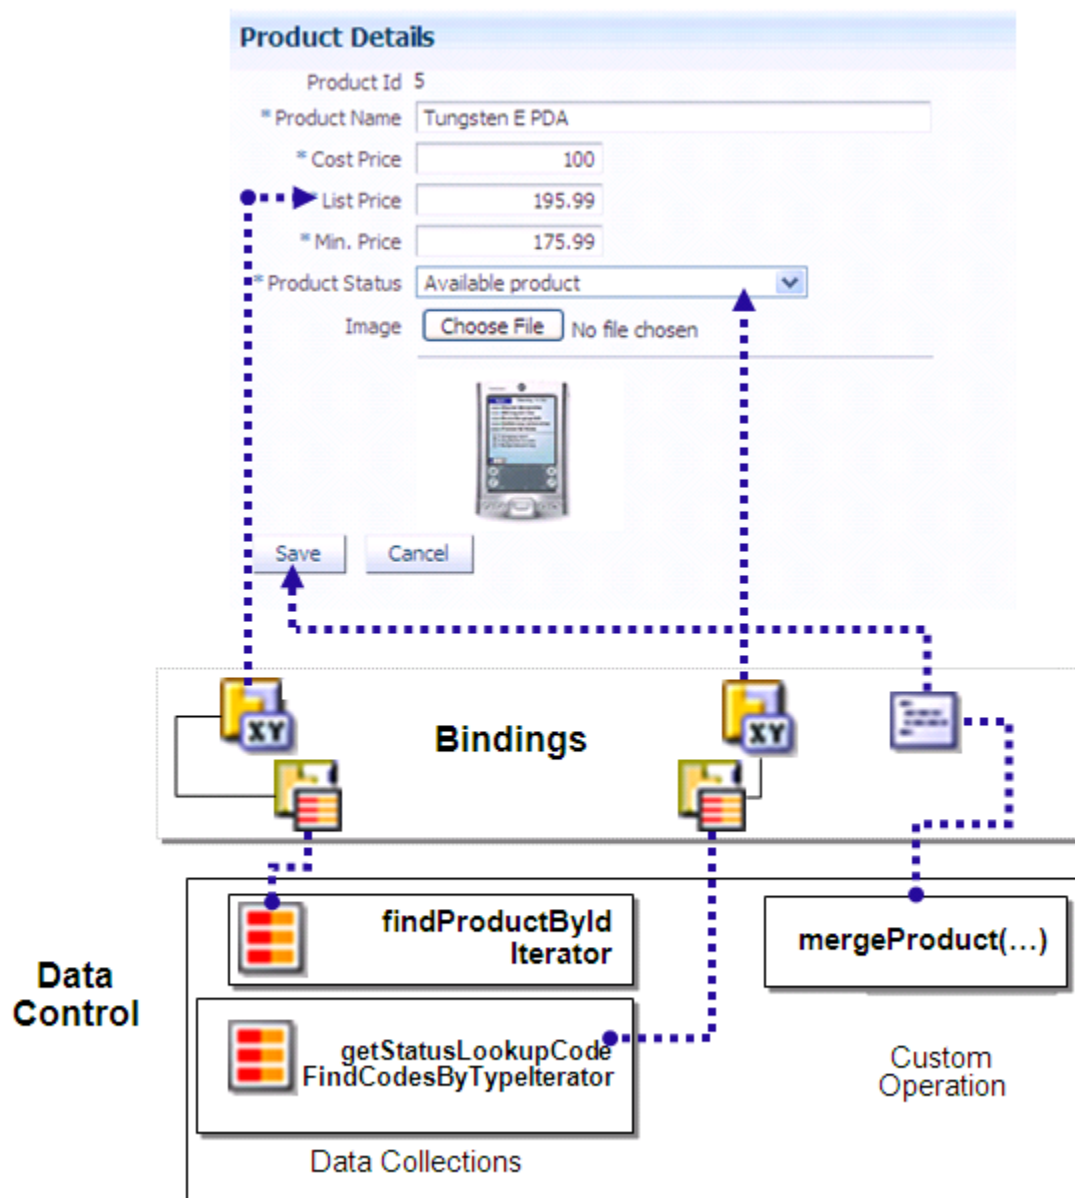 Product Details
Product Id 5
* Product Name Tungsten E PDA
* Cost Price 100
* List Price 195.99
* Min. Price 175.99
* Product Status Available product
Image Choose File No file chosen
Save Cancel
XY XY
Bindings
findProductById
Iterator
mergeProduct(...)
Data
Control
getStatusLookupCode
FindCodesByTypeIterator
Custom
Operation
Data Collections